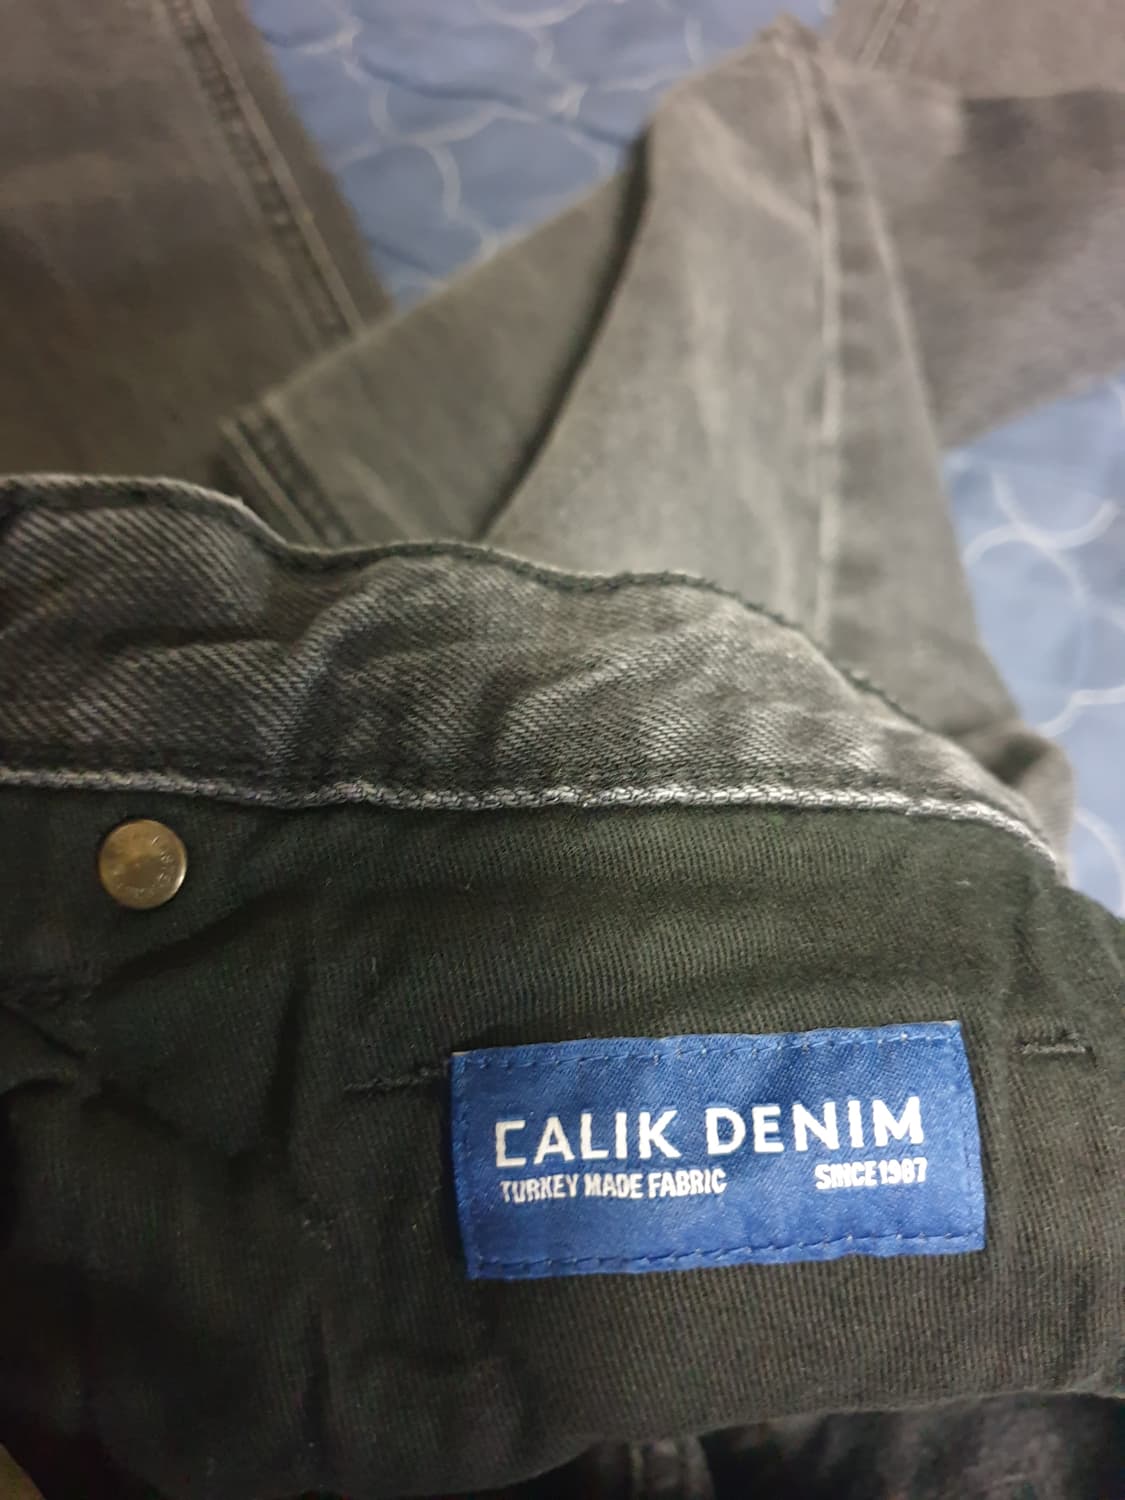 CALIK DENIM
TURKEY MADE FABRIC SINCE 1987